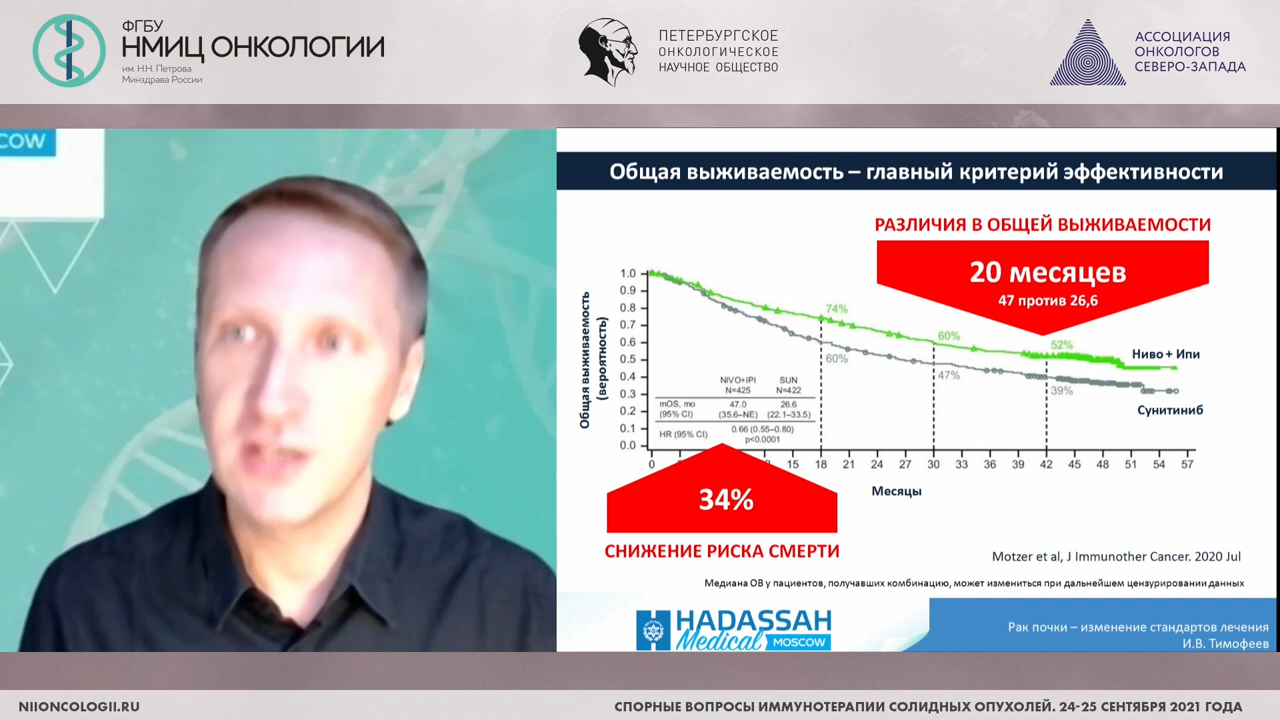 ФГБУ
НМИЦ ОНКОЛОГИИ
им. Н.Н. Петрова
Минздрава России
ПЕТЕРБУРГСКОЕ
ОНКОЛОГИЧЕСКОЕ
НАУЧНОЕ ОБЩЕСТВО
АССОЦИАЦИЯ
ОНКОЛОГОВ
СЕВЕРО-ЗАПАДА
COW
Общая выживаемость – главный критерий эффективности
РАЗЛИЧИЯ В ОБЩЕЙ ВЫЖИВАЕМОСТИ
20 месяцев
47 против 26,6
Общая выживаемость
(вероятность)
1.0
0.9
0.8
0.7
0.6
0.5
0.4
0.3
0.2
0.1
0.0
74%
60%
60%
47%
52%
39%
Ниво + Ипи
Сунитиниб
NIVO+IPI SUN
N=425 N=422
mOS, mo 47.0 26.6
(95% CI) (35.6–NE) (22.1–33.5)
HR (95% CI) 0.66 (0.55–0.80)
p<0.0001
0 15 18 21 24 27 30 33 36 39 42 45 48 51 54 57
Месяцы
34%
СНИЖЕНИЕ РИСКА СМЕРТИ
Motzer et al, J Immunother Cancer. 2020 Jul
Медиана ОВ у пациентов, получавших комбинацию, может измениться при дальнейшем цензурировании данных
HADASSAH
Medical MOSCOW
Рак почки – изменение стандартов лечения
И.В. Тимофеев
NIIONCOLOGII.RU
СПОРНЫЕ ВОПРОСЫ ИММУНОТЕРАПИИ СОЛИДНЫХ ОПУХОЛЕЙ. 24-25 СЕНТЯБРЯ 2021 ГОДА